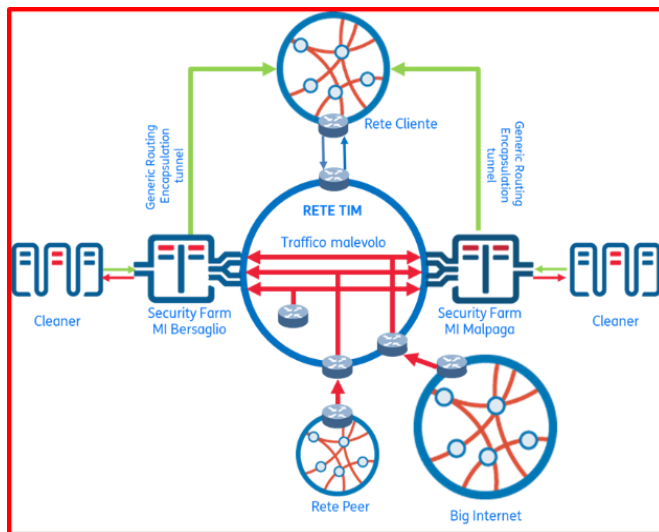 Rete Cliente
Generic Routing
Encapsulation
tunnel
Generic Routing
Encapsulation
tunnel
RETE TIM
Traffico malevolo
Cleaner
Security Farm
MI Bersaglio
Security Farm
MI Malpaga
Cleaner
Rete Peer
Big Internet